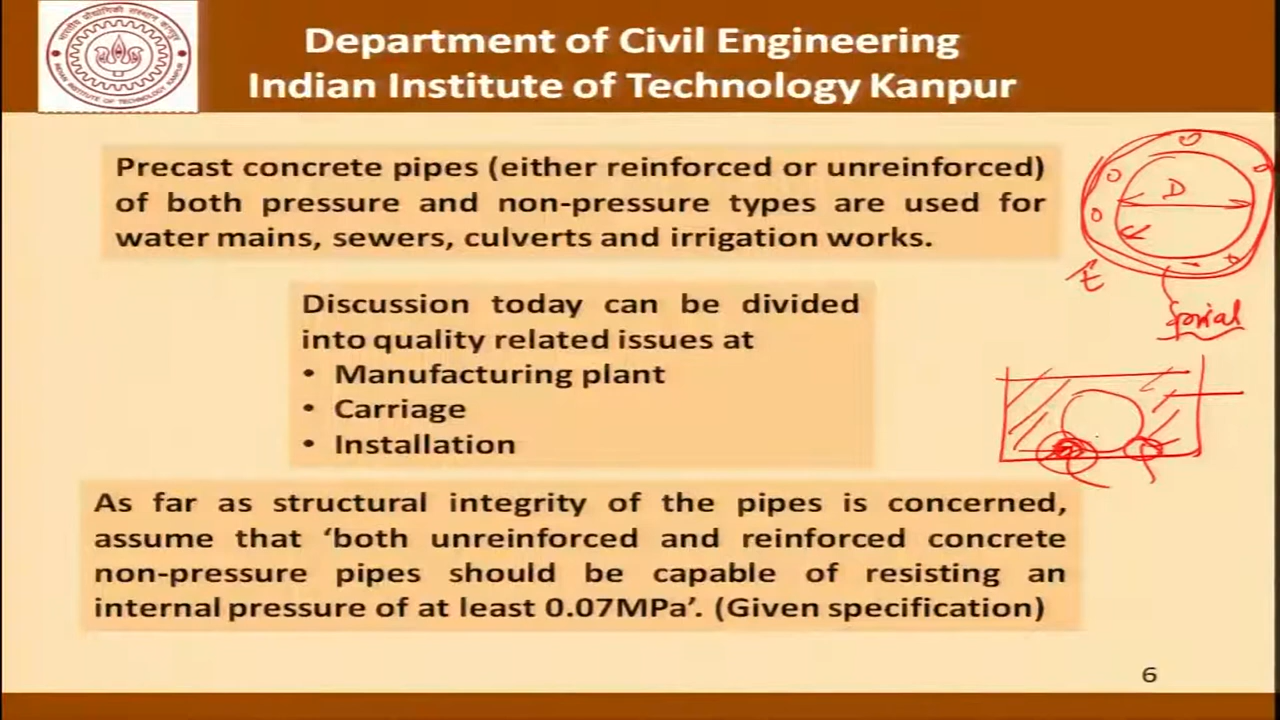 Department of Civil Engineering
Indian Institute of Technology Kanpur
Precast concrete pipes (either reinforced or unreinforced)
of both pressure and non-pressure types are used for
water mains, sewers, culverts and irrigation works.
D
t
Discussion today can be divided
into quality related issues at
• Manufacturing plant
• Carriage
• Installation
As far as structural integrity of the pipes is concerned,
assume that ‘both unreinforced and reinforced concrete
non-pressure pipes should be capable of resisting an
internal pressure of at least 0.07MPa’. (Given specification)
6